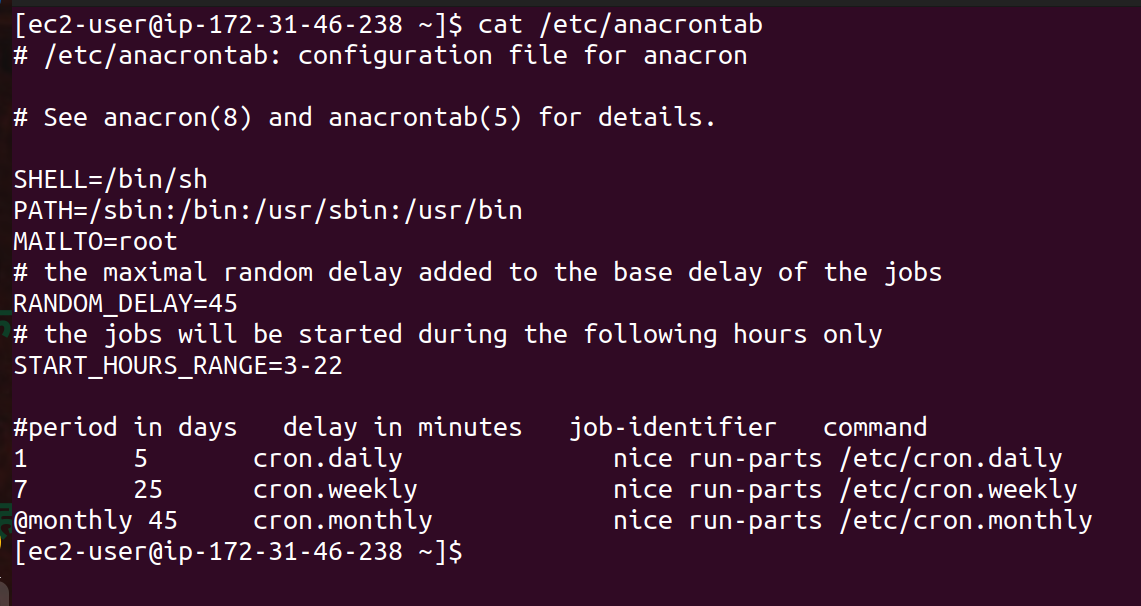 [ec2-user@ip-172-31-46-238 ~]$ cat /etc/anacrontab
# /etc/anacrontab: configuration file for anacron

# See anacron(8) and anacrontab(5) for details.

SHELL=/bin/sh
PATH=/sbin:/bin:/usr/sbin:/usr/bin
MAILTO=root
# the maximal random delay added to the base delay of the jobs
RANDOM_DELAY=45
# the jobs will be started during the following hours only
START_HOURS_RANGE=3-22

#period in days   delay in minutes   job-identifier   command
1       5       cron.daily              nice run-parts /etc/cron.daily
7       25      cron.weekly             nice run-parts /etc/cron.weekly
@monthly 45     cron.monthly            nice run-parts /etc/cron.monthly
[ec2-user@ip-172-31-46-238 ~]$